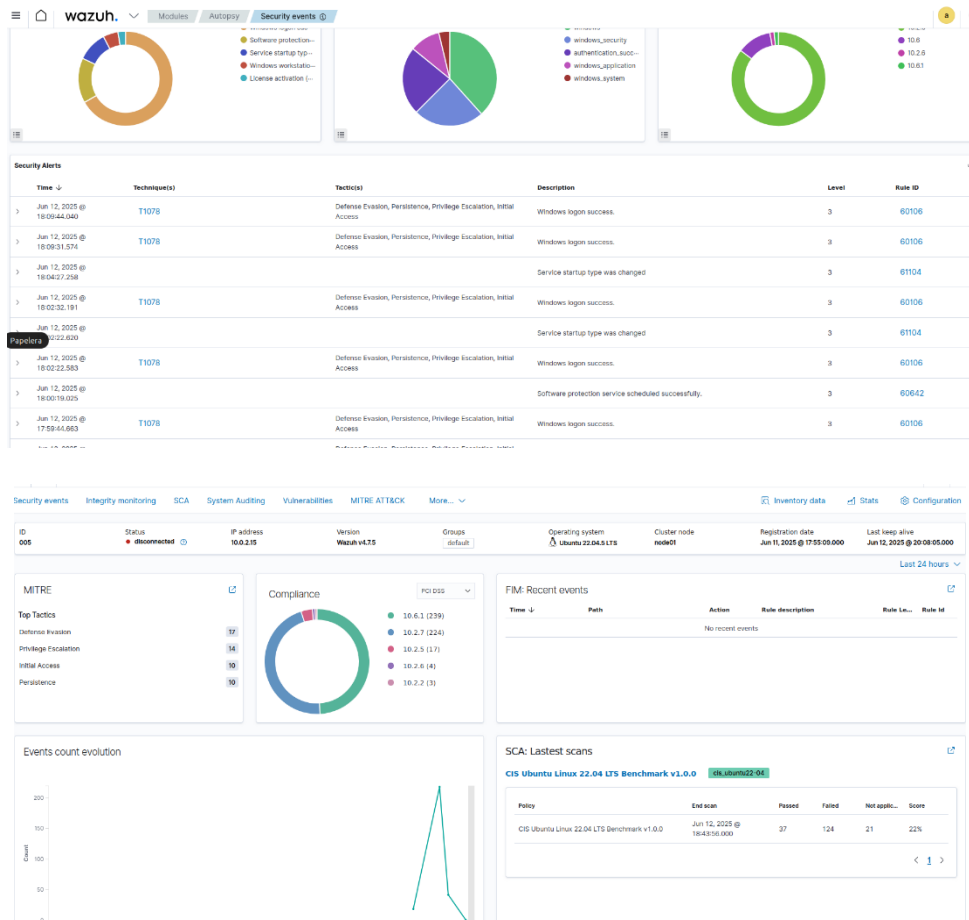 wazuh.
Modules
Autopsy
Security events
a
Software protection...
Service startup typ...
Windows workstatio...
License activation (...
windows_security
authentication_succ...
windows_application
windows_system
10.6
10.2.6
10.6.1
Security Alerts
Time Technique(s) Tactic(s) Description Level Rule ID
Jun 12, 2025 @ 18:09:44.040 T1078 Defense Evasion, Persistence, Privilege Escalation, Initial Access Windows logon success. 3 60106
Jun 12, 2025 @ 18:09:31.574 T1078 Defense Evasion, Persistence, Privilege Escalation, Initial Access Windows logon success. 3 60106
Jun 12, 2025 @ 18:04:27.258 Service startup type was changed 3 61104
Jun 12, 2025 @ 18:02:32.191 T1078 Defense Evasion, Persistence, Privilege Escalation, Initial Access Windows logon success. 3 60106
Jun 12, 2025 @ 02:22.620 Service startup type was changed 3 61104
Papelera
Jun 12, 2025 @ 18:02:22.583 T1078 Defense Evasion, Persistence, Privilege Escalation, Initial Access Windows logon success. 3 60106
Jun 12, 2025 @ 18:00:19.025 Software protection service scheduled successfully. 3 60642
Jun 12, 2025 @ 17:59:44.663 T1078 Defense Evasion, Persistence, Privilege Escalation, Initial Access Windows logon success. 3 60106
Security events Integrity monitoring SCA System Auditing Vulnerabilities MITRE ATT&CK More... Inventory data Stats Configuration
ID Status IP address Version Groups Operating system Cluster node Registration date Last keep alive
005 disconnected 10.0.2.15 Wazuh v4.7.5 default Ubuntu 22.04.5 LTS node01 Jun 11, 2025 @ 17:55:09.000 Jun 12, 2025 @ 20:08:05.000
Last 24 hours
MITRE
Top Tactics
Defense Evasion 17
Privilege Escalation 14
Initial Access 10
Persistence 10
Compliance
PCI DSS
10.6.1 (239)
10.2.7 (224)
10.2.5 (17)
10.2.6 (4)
10.2.2 (3)
FIM: Recent events
Time Path Action Rule description Rule Le... Rule Id
No recent events
Events count evolution
200
150
100
50
0
Count
SCA: Lastest scans
CIS Ubuntu Linux 22.04 LTS Benchmark v1.0.0 cis_ubuntu22-04
Policy End scan Passed Failed Not applic... Score
CIS Ubuntu Linux 22.04 LTS Benchmark v1.0.0 Jun 12, 2025 @ 18:43:56.000 37 124 21 22%
1